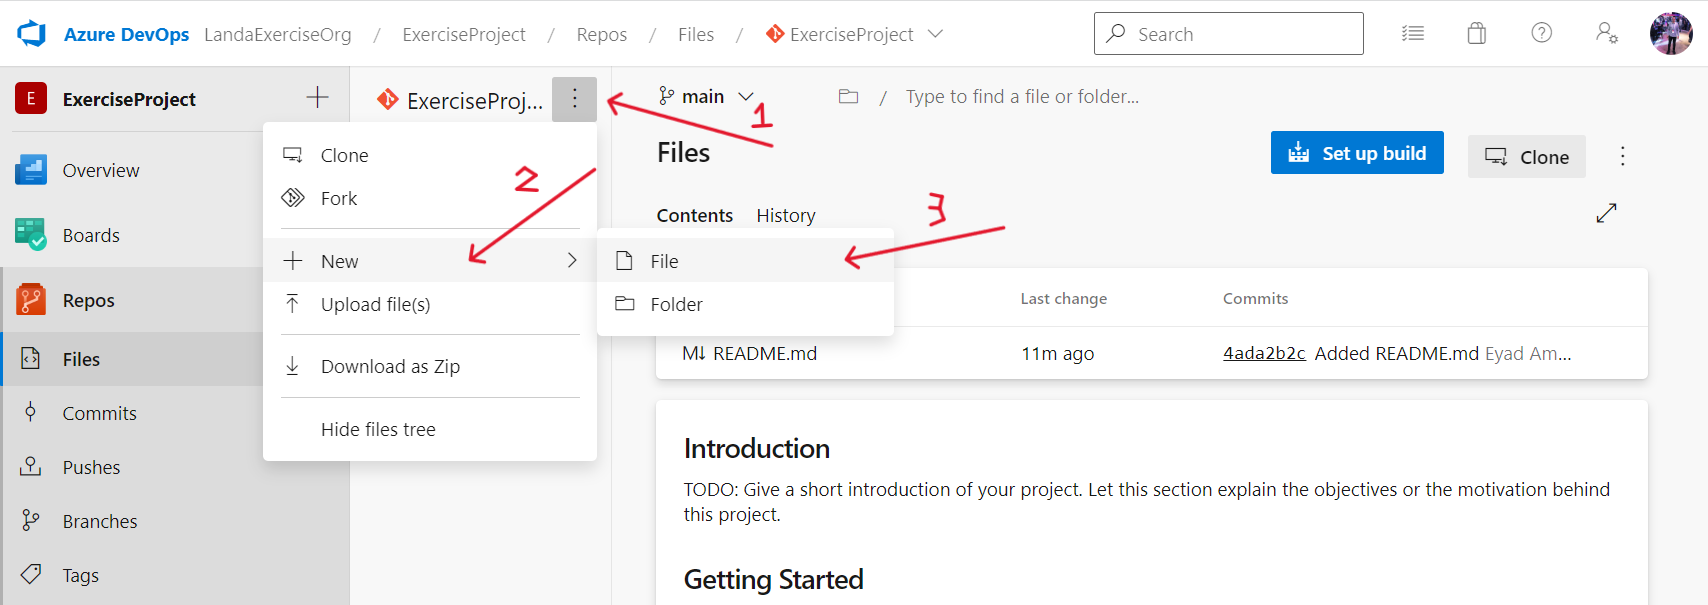 Azure DevOps LandaExerciseOrg / ExerciseProject / Repos / Files / ExerciseProject Search
E ExerciseProject
ExerciseProj...
main / Type to find a file or folder...
1
Overview
Boards
Repos
Files
Commits
Pushes
Branches
Tags
Clone
Fork
New
Upload file(s)
Download as Zip
Hide files tree
2
File
Folder
3
Files
Set up build
Clone
Contents History
Last change Commits
M↓ README.md 11m ago 4ada2b2c Added README.md Eyad Am...
Introduction
TODO: Give a short introduction of your project. Let this section explain the objectives or the motivation behind
this project.
Getting Started